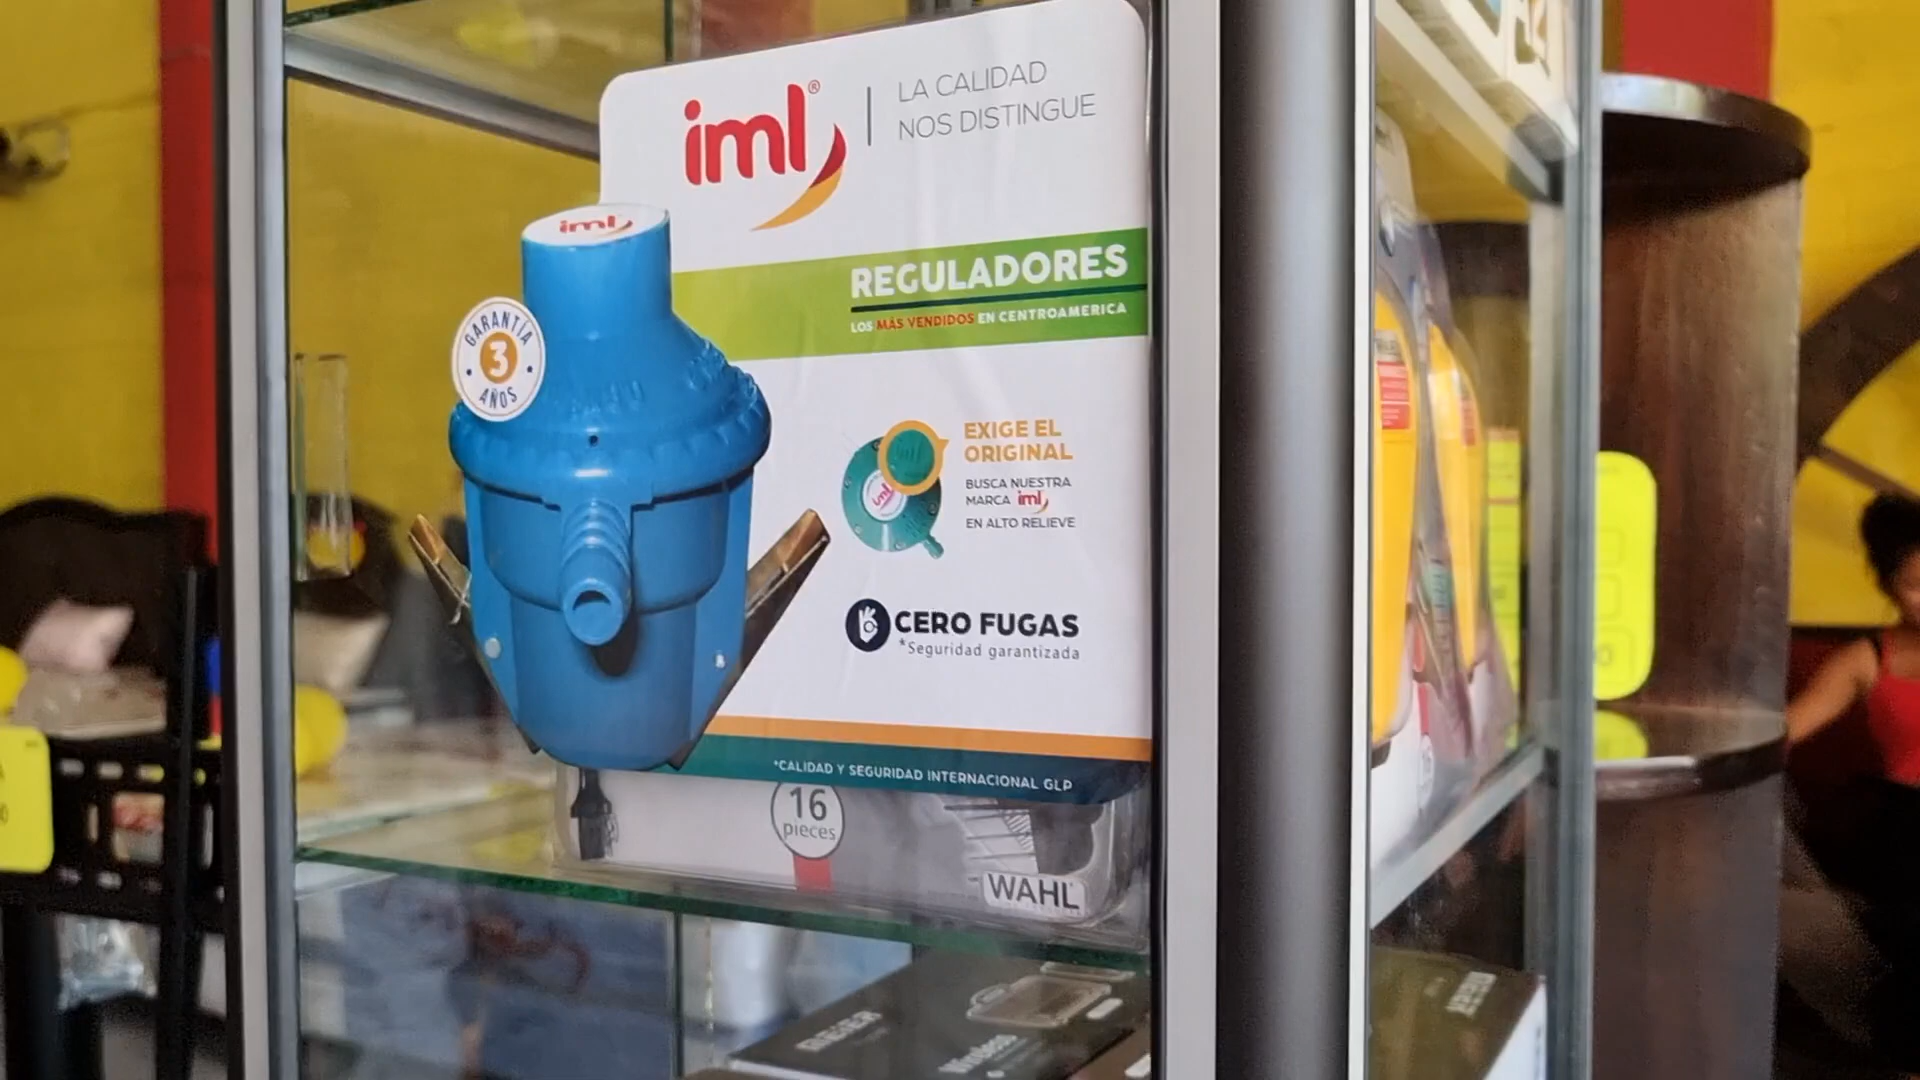 iml®
LA CALIDAD
NOS DISTINGUE
iml
REGULADORES
LOS MÁS VENDIDOS EN CENTROAMERICA
GARANTÍA
3
AÑOS
EXIGE EL
ORIGINAL
BUSCA NUESTRA
MARCA iml
EN ALTO RELIEVE
iml
CERO FUGAS
*Seguridad garantizada
*CALIDAD Y SEGURIDAD INTERNACIONAL GLP
16
pieces
WAHL